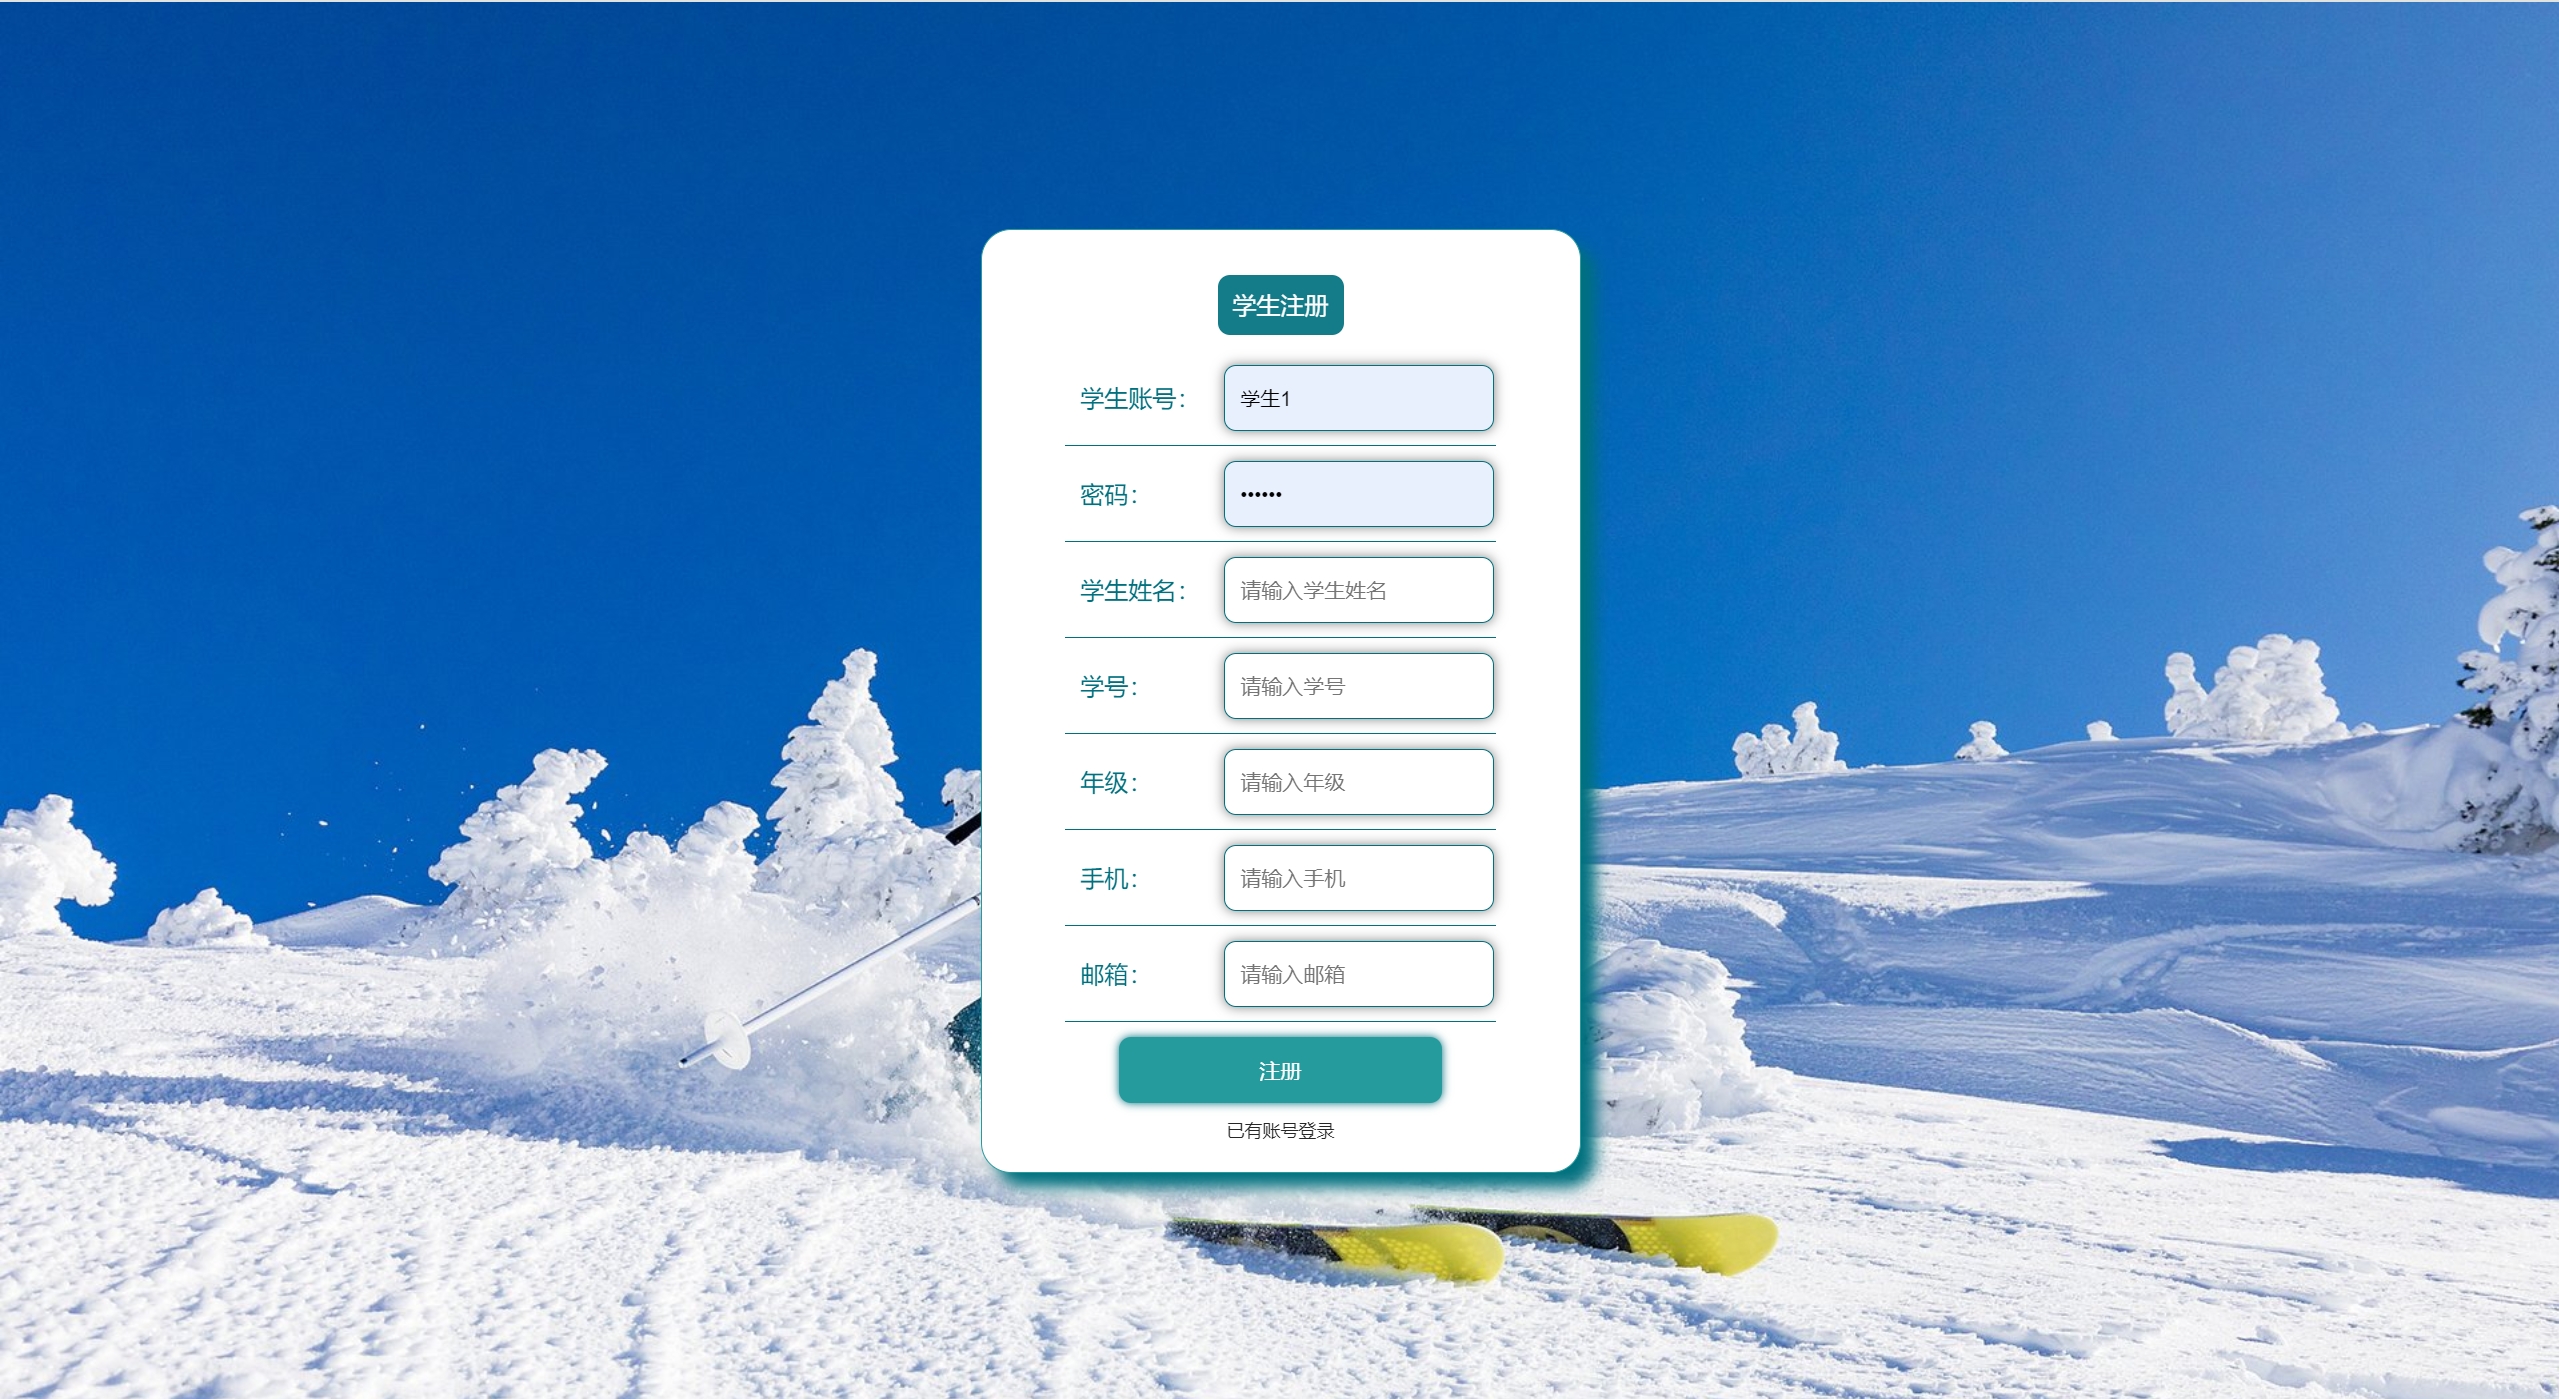 学生注册
学生账号： 学生1
密码： ••••••
学生姓名： 请输入学生姓名
学号： 请输入学号
年级： 请输入年级
手机： 请输入手机
邮箱： 请输入邮箱
注册
已有账号登录